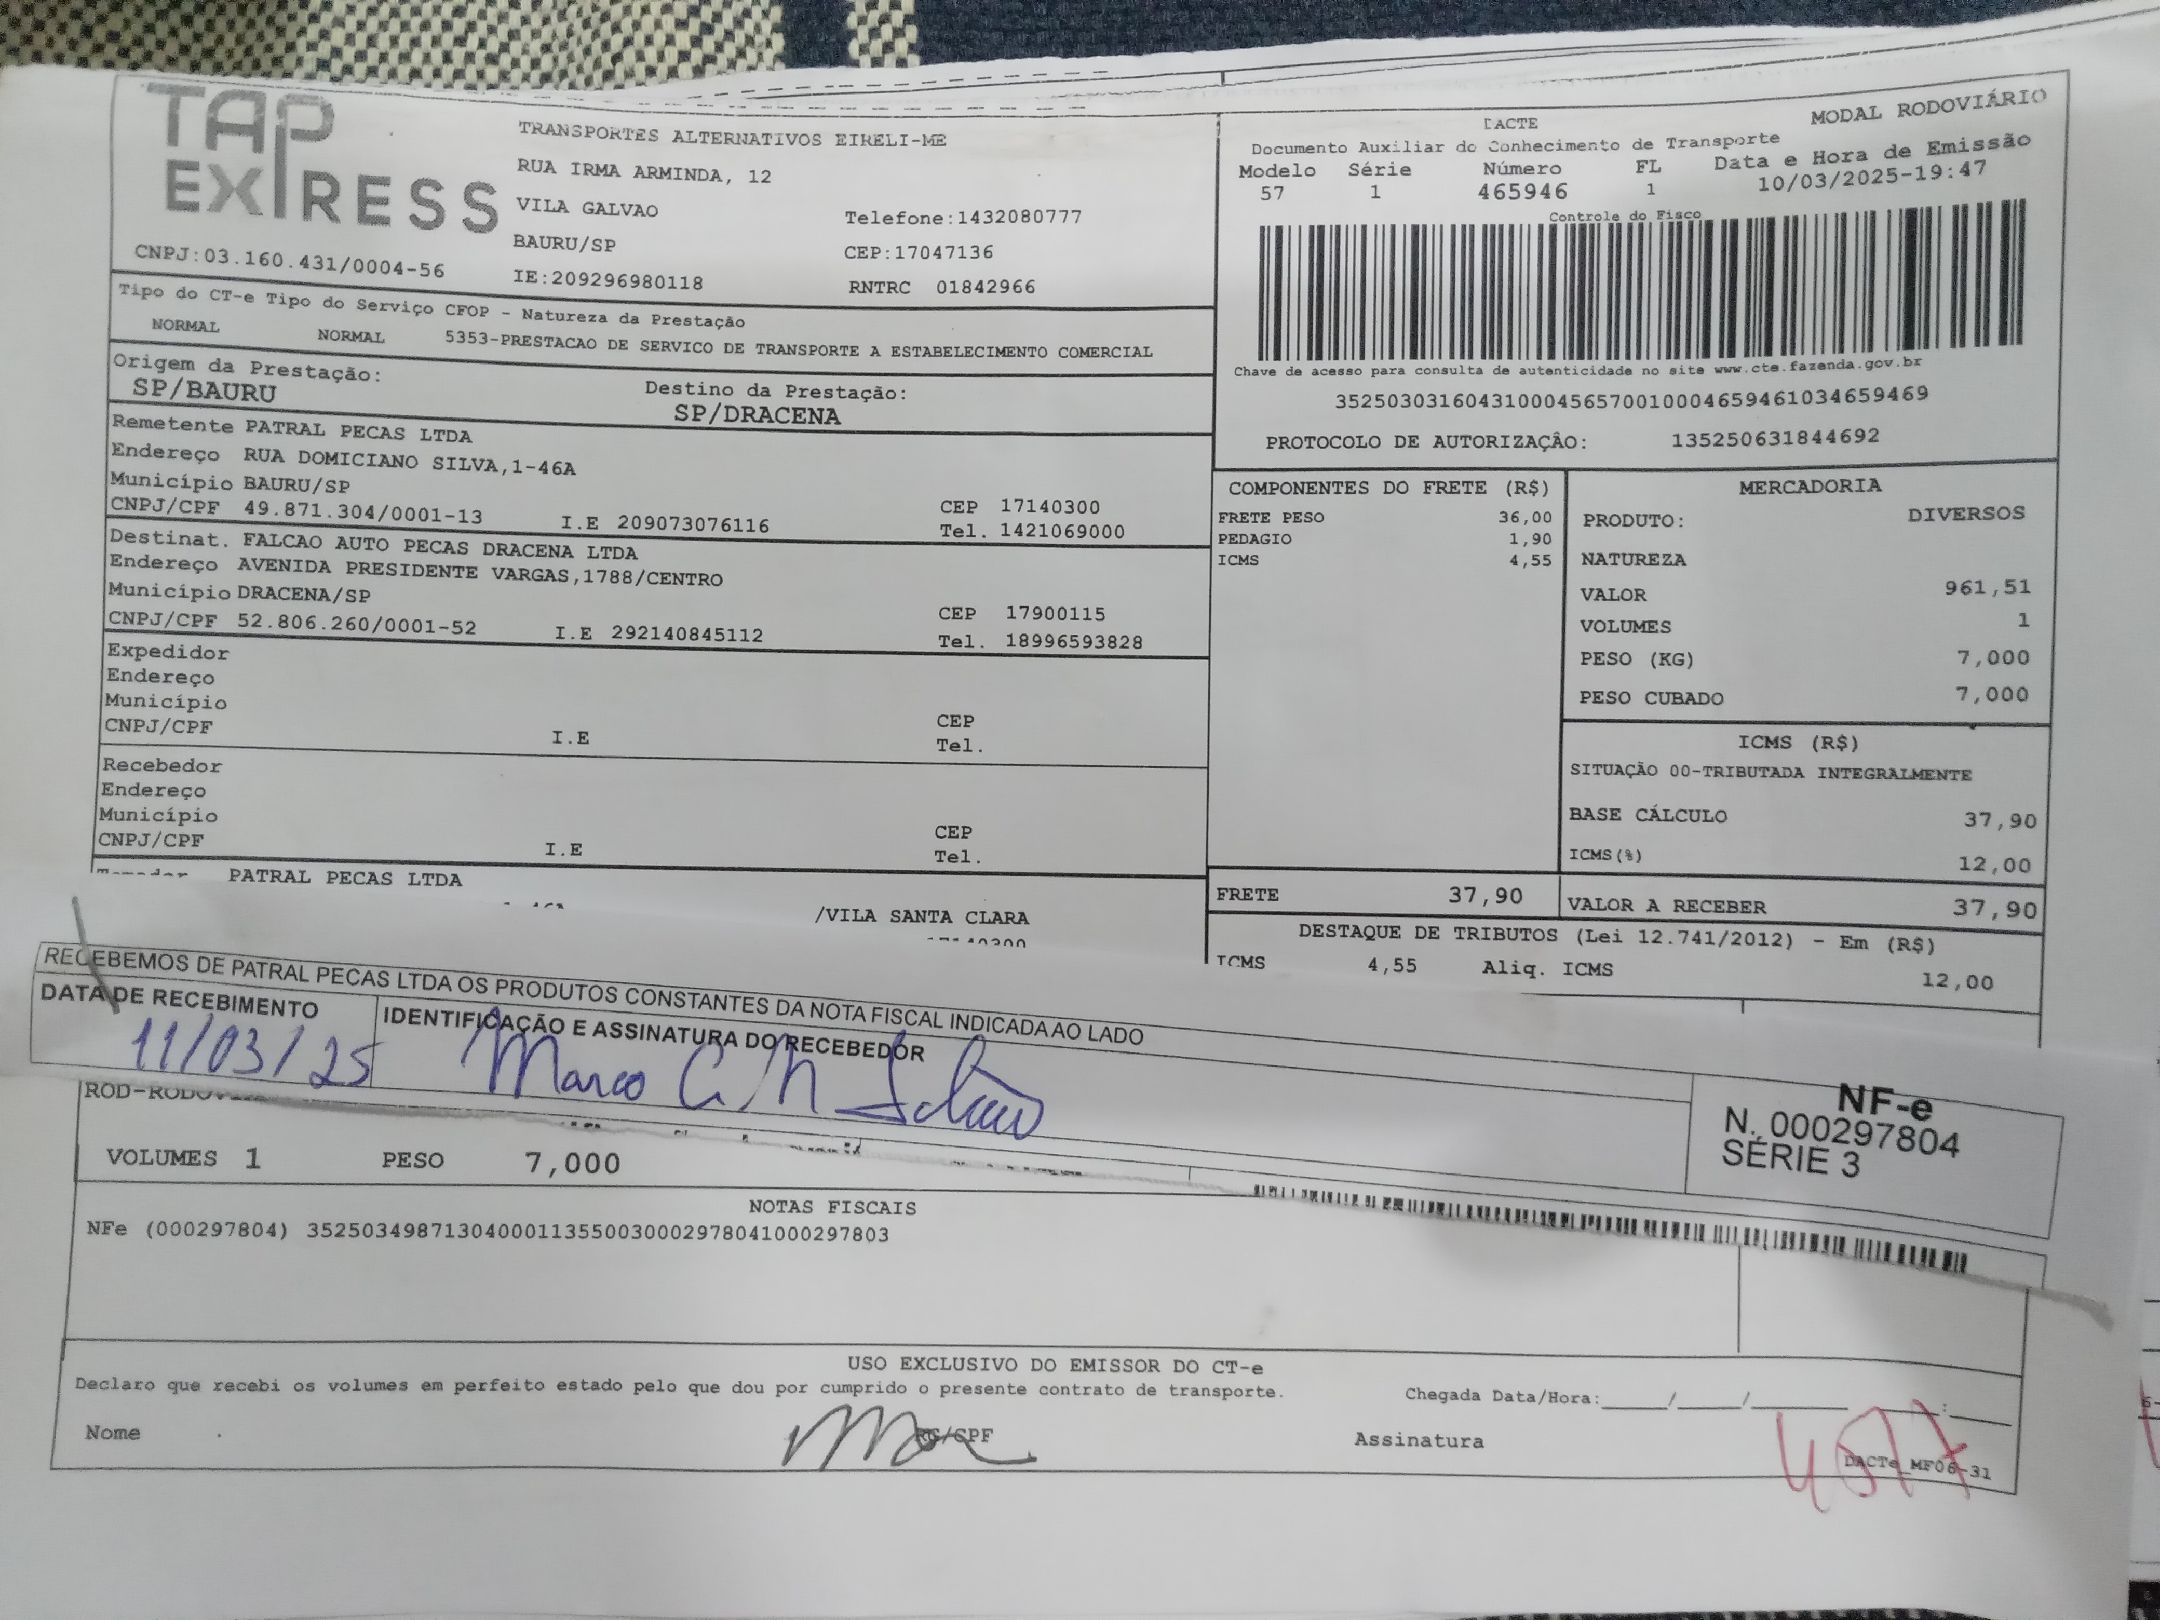 TAP EXPRESS
TRANSPORTES ALTERNATIVOS EIRELI-ME
RUA IRMA ARMINDA, 12
VILA GALVAO Telefone:1432080777
BAURU/SP CEP:17047136
CNPJ:03.160.431/0004-56 IE:209296980118 RNTRC 01842966
DACTE MODAL RODOVIÁRIO
Documento Auxiliar do Conhecimento de Transporte
Modelo Série Número FL Data e Hora de Emissão
57 1 465946 1 10/03/2025-19:47
Controle do Fisco
Chave de acesso para consulta de autenticidade no site www.cte.fazenda.gov.br
35250303160431000456570010004659461034659469
PROTOCOLO DE AUTORIZAÇÂO: 135250631844692
Tipo do CT-e Tipo do Serviço CFOP - Natureza da Prestação
NORMAL NORMAL 5353-PRESTACAO DE SERVICO DE TRANSPORTE A ESTABELECIMENTO COMERCIAL
Origem da Prestação: Destino da Prestação:
SP/BAURU SP/DRACENA
Remetente PATRAL PECAS LTDA
Endereço RUA DOMICIANO SILVA,1-46A
Município BAURU/SP CEP 17140300
CNPJ/CPF 49.871.304/0001-13 I.E 209073076116 Tel. 1421069000
Destinat. FALCAO AUTO PECAS DRACENA LTDA
Endereço AVENIDA PRESIDENTE VARGAS,1788/CENTRO
Município DRACENA/SP CEP 17900115
CNPJ/CPF 52.806.260/0001-52 I.E 292140845112 Tel. 18996593828
Expedidor
Endereço
Município CEP
CNPJ/CPF I.E Tel.
Recebedor
Endereço
Município CEP
CNPJ/CPF I.E Tel.
PATRAL PECAS LTDA
/VILA SANTA CLARA
COMPONENTES DO FRETE (R$)
FRETE PESO 36,00
PEDAGIO 1,90
ICMS 4,55
MERCADORIA
PRODUTO: DIVERSOS
NATUREZA
VALOR 961,51
VOLUMES 1
PESO (KG) 7,000
PESO CUBADO 7,000
ICMS (R$)
SITUAÇÃO 00-TRIBUTADA INTEGRALMENTE
BASE CÁLCULO 37,90
ICMS(%) 12,00
FRETE 37,90 VALOR A RECEBER 37,90
DESTAQUE DE TRIBUTOS (Lei 12.741/2012) - Em (R$)
ICMS 4,55 Aliq. ICMS 12,00
RECEBEMOS DE PATRAL PECAS LTDA OS PRODUTOS CONSTANTES DA NOTA FISCAL INDICADA AO LADO
DATA DE RECEBIMENTO IDENTIFICAÇÃO E ASSINATURA DO RECEBEDOR
11/03/25 Marco
NF-e
N. 000297804
SÉRIE 3
VOLUMES 1 PESO 7,000
NOTAS FISCAIS
NFe (000297804) 35250349871304000113550030002978041000297803
USO EXCLUSIVO DO EMISSOR DO CT-e
Declaro que recebi os volumes em perfeito estado pelo que dou por cumprido o presente contrato de transporte. Chegada Data/Hora:_____/_____/_______ ____:_____
Nome RG/CPF Assinatura
DACTe_MF06-31